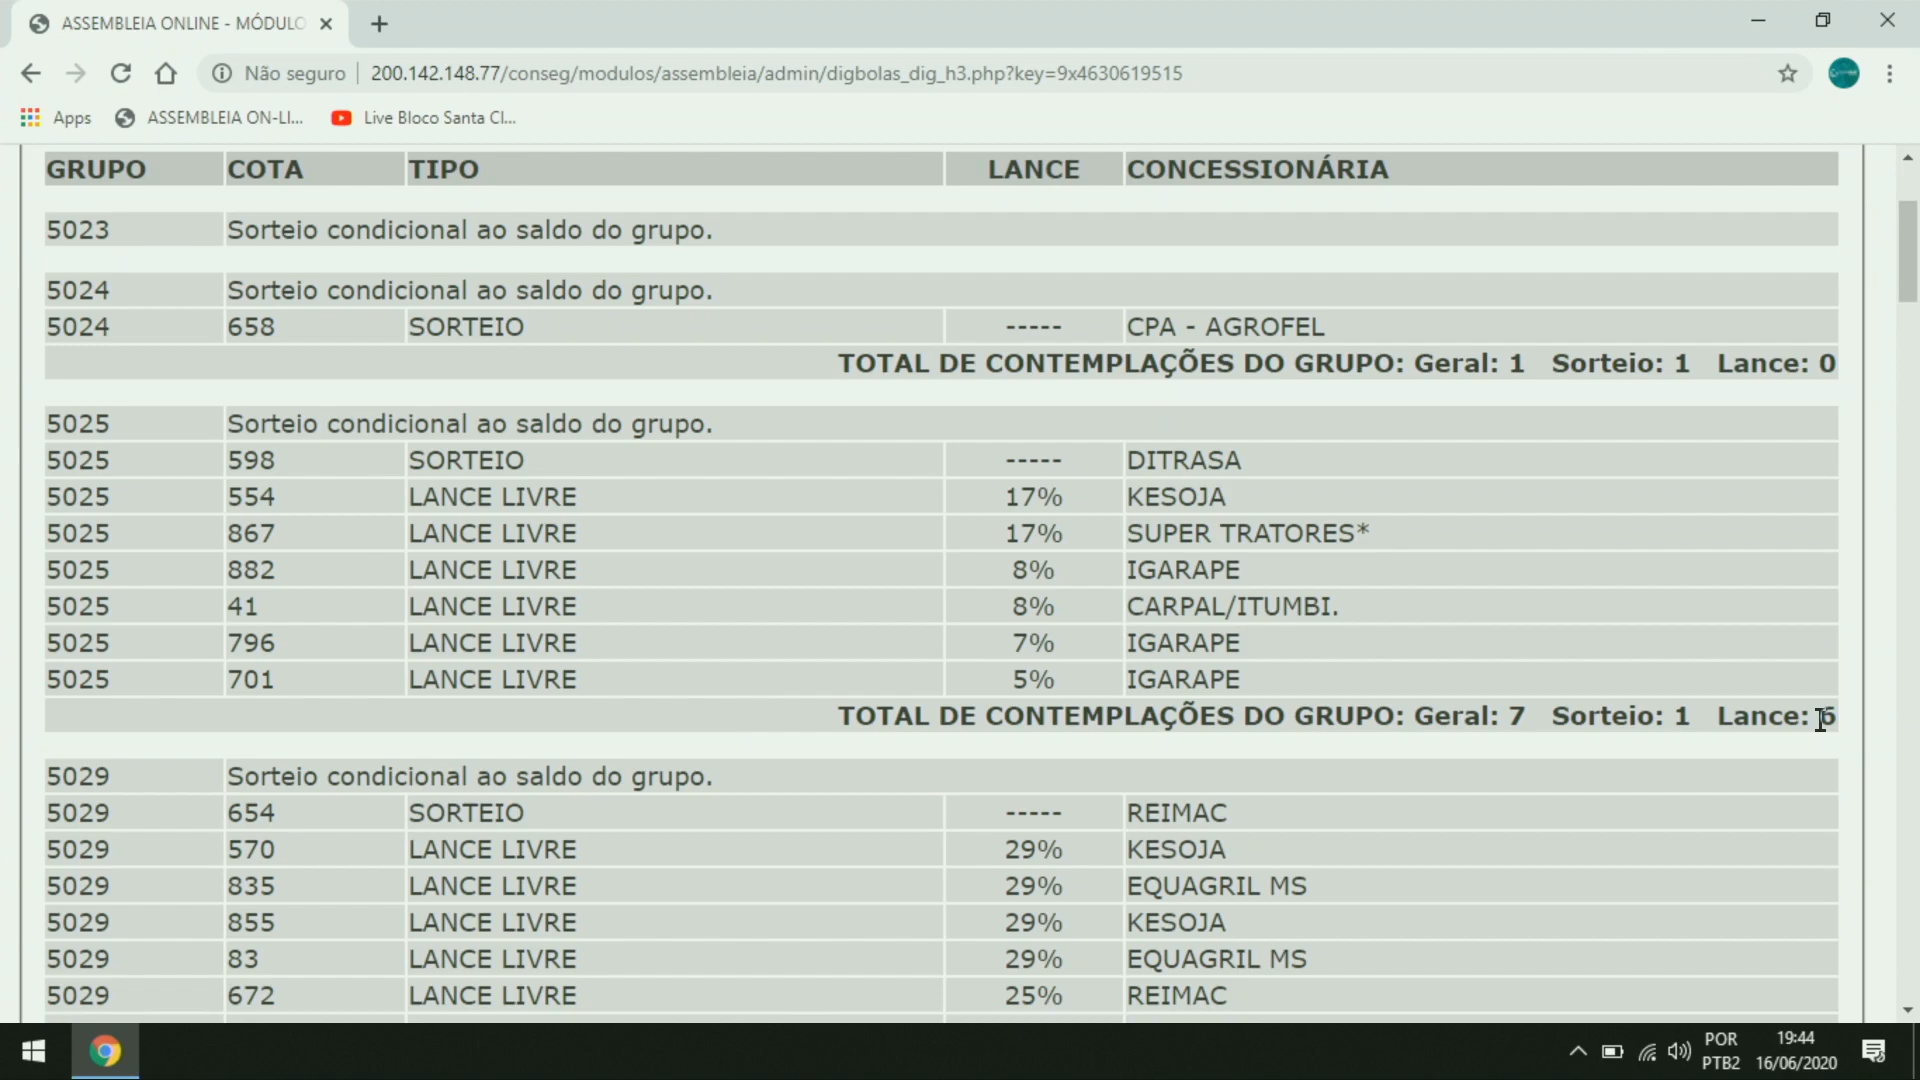 ASSEMBLEIA ONLINE - MÓDULO
Não seguro 200.142.148.77/conseg/modulos/assembleia/admin/digbolas_dig_h3.php?key=9x4630619515
Apps ASSEMBLEIA ON-LI... Live Bloco Santa Cl...
GRUPO COTA TIPO LANCE CONCESSIONÁRIA
5023 Sorteio condicional ao saldo do grupo.
5024 Sorteio condicional ao saldo do grupo.
5024 658 SORTEIO ----- CPA - AGROFEL
TOTAL DE CONTEMPLAÇÕES DO GRUPO: Geral: 1 Sorteio: 1 Lance: 0
5025 Sorteio condicional ao saldo do grupo.
5025 598 SORTEIO ----- DITRASA
5025 554 LANCE LIVRE 17% KESOJA
5025 867 LANCE LIVRE 17% SUPER TRATORES*
5025 882 LANCE LIVRE 8% IGARAPE
5025 41 LANCE LIVRE 8% CARPAL/ITUMBI.
5025 796 LANCE LIVRE 7% IGARAPE
5025 701 LANCE LIVRE 5% IGARAPE
TOTAL DE CONTEMPLAÇÕES DO GRUPO: Geral: 7 Sorteio: 1 Lance: 6
5029 Sorteio condicional ao saldo do grupo.
5029 654 SORTEIO ----- REIMAC
5029 570 LANCE LIVRE 29% KESOJA
5029 835 LANCE LIVRE 29% EQUAGRIL MS
5029 855 LANCE LIVRE 29% KESOJA
5029 83 LANCE LIVRE 29% EQUAGRIL MS
5029 672 LANCE LIVRE 25% REIMAC
POR 19:44
PTB2 16/06/2020